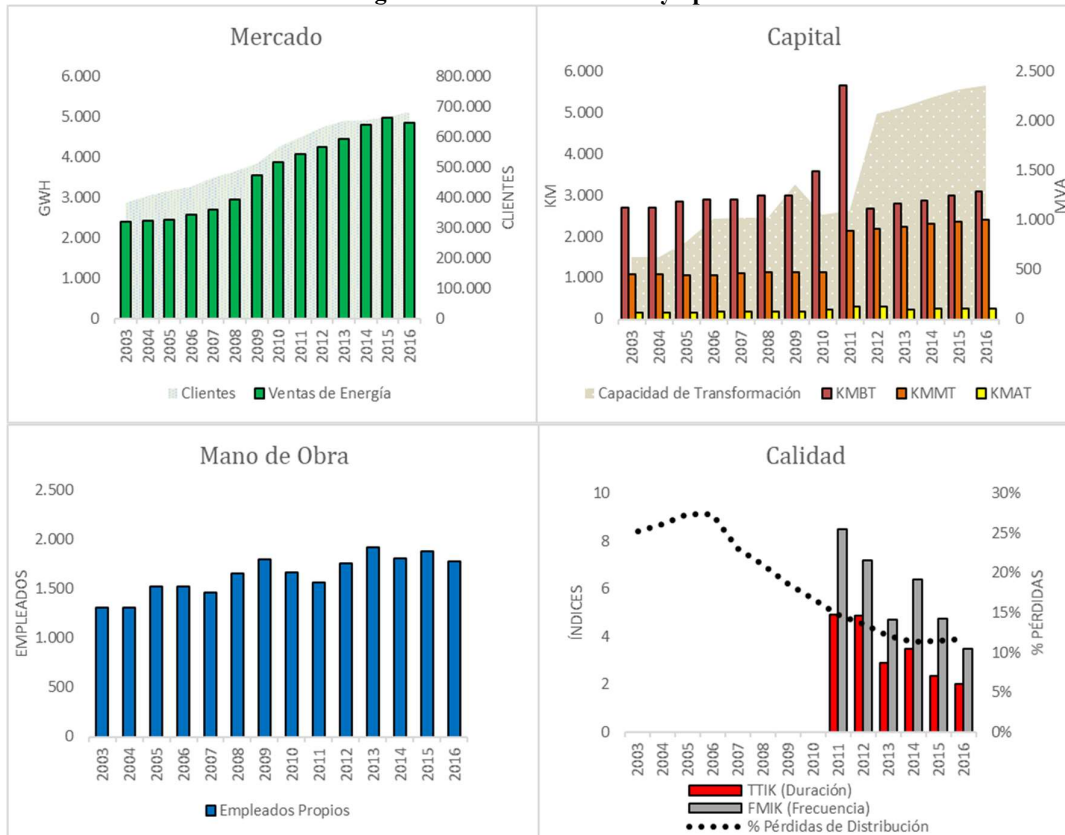 Mercado
6.000
5.000
4.000
3.000
2.000
1.000
0
GWH
800.000
700.000
600.000
500.000
400.000
300.000
200.000
100.000
0
CLIENTES
2003 2004 2005 2006 2007 2008 2009 2010 2011 2012 2013 2014 2015 2016
Clientes Ventas de Energía
Capital
6.000
5.000
4.000
3.000
2.000
1.000
0
KM
2.500
2.000
1.500
1.000
500
0
MVA
2003 2004 2005 2006 2007 2008 2009 2010 2011 2012 2013 2014 2015 2016
Capacidad de Transformación KMBT KMMT KMAT
Mano de Obra
2.500
2.000
1.500
1.000
500
0
EMPLEADOS
2003 2004 2005 2006 2007 2008 2009 2010 2011 2012 2013 2014 2015 2016
Empleados Propios
Calidad
10
8
6
4
2
0
ÍNDICES
30%
25%
20%
15%
10%
5%
0%
% PÉRDIDAS
2003 2004 2005 2006 2007 2008 2009 2010 2011 2012 2013 2014 2015 2016
TTIK (Duración)
FMIK (Frecuencia)
% Pérdidas de Distribución